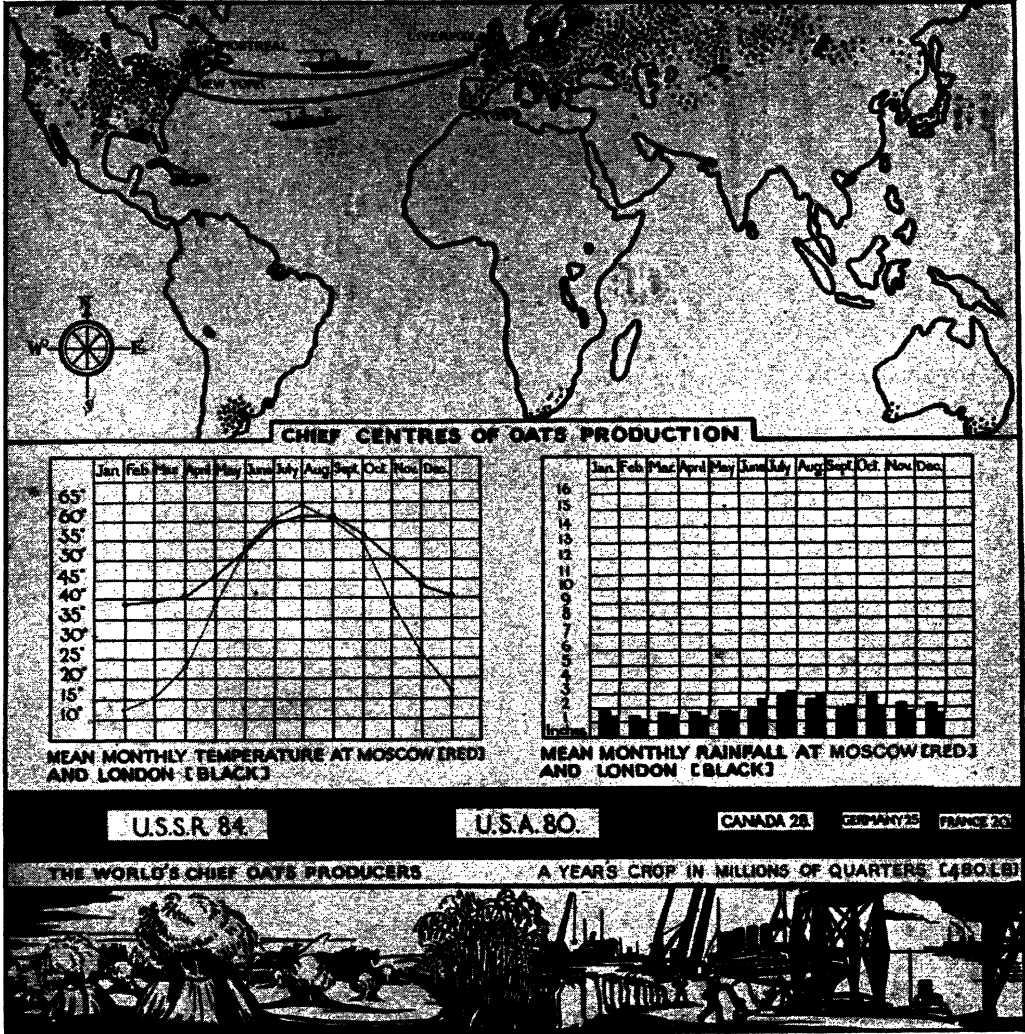 MONTREAL
LIVERPOOL
N
W
E
S
CHIEF CENTRES OF OATS PRODUCTION
Jan. Feb. Mar. April May June July Aug. Sept. Oct. Nov. Dec.
65°
60°
55°
50°
45°
40°
35°
30°
25°
20°
15°
10°
MEAN MONTHLY TEMPERATURE AT MOSCOW [RED]
AND LONDON [BLACK]
Jan. Feb. Mar. April May June July Aug. Sept. Oct. Nov. Dec.
16
15
14
13
12
11
10
9
8
7
6
5
4
3
2
1
Inches
MEAN MONTHLY RAINFALL AT MOSCOW [RED]
AND LONDON [BLACK]
U.S.S.R. 84. U.S.A. 80. CANADA 28. GERMANY 25 FRANCE 20.
THE WORLD'S CHIEF OATS PRODUCERS A YEAR'S CROP IN MILLIONS OF QUARTERS [480.LB]